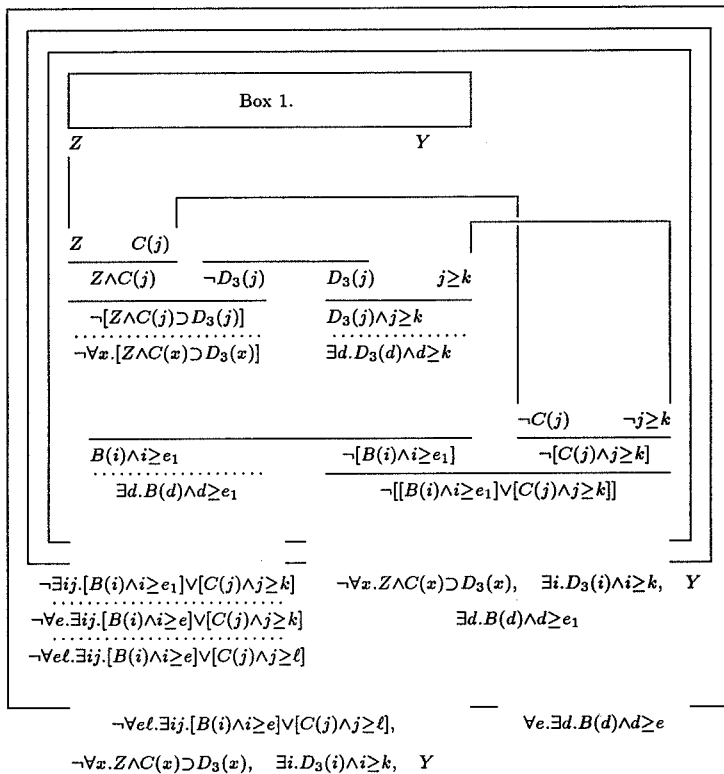 Box 1.
Z Y
Z C(j)
Z∧C(j) ¬D₃(j) D₃(j) j≥k
¬[Z∧C(j)⊃D₃(j)] D₃(j)∧j≥k
¬∀x.[Z∧C(x)⊃D₃(x)] ∃d.D₃(d)∧d≥k
¬C(j) ¬j≥k
B(i)∧i≥e₁ ¬[B(i)∧i≥e₁] ¬[C(j)∧j≥k]
∃d.B(d)∧d≥e₁ ¬[[B(i)∧i≥e₁]∨[C(j)∧j≥k]]
¬∃ij.[B(i)∧i≥e₁]∨[C(j)∧j≥k] ¬∀x.Z∧C(x)⊃D₃(x), ∃i.D₃(i)∧i≥k, Y
¬∀e.∃ij.[B(i)∧i≥e]∨[C(j)∧j≥k] ∃d.B(d)∧d≥e₁
¬∀eℓ.∃ij.[B(i)∧i≥e]∨[C(j)∧j≥ℓ]
¬∀eℓ.∃ij.[B(i)∧i≥e]∨[C(j)∧j≥ℓ], ∀e.∃d.B(d)∧d≥e
¬∀x.Z∧C(x)⊃D₃(x), ∃i.D₃(i)∧i≥k, Y